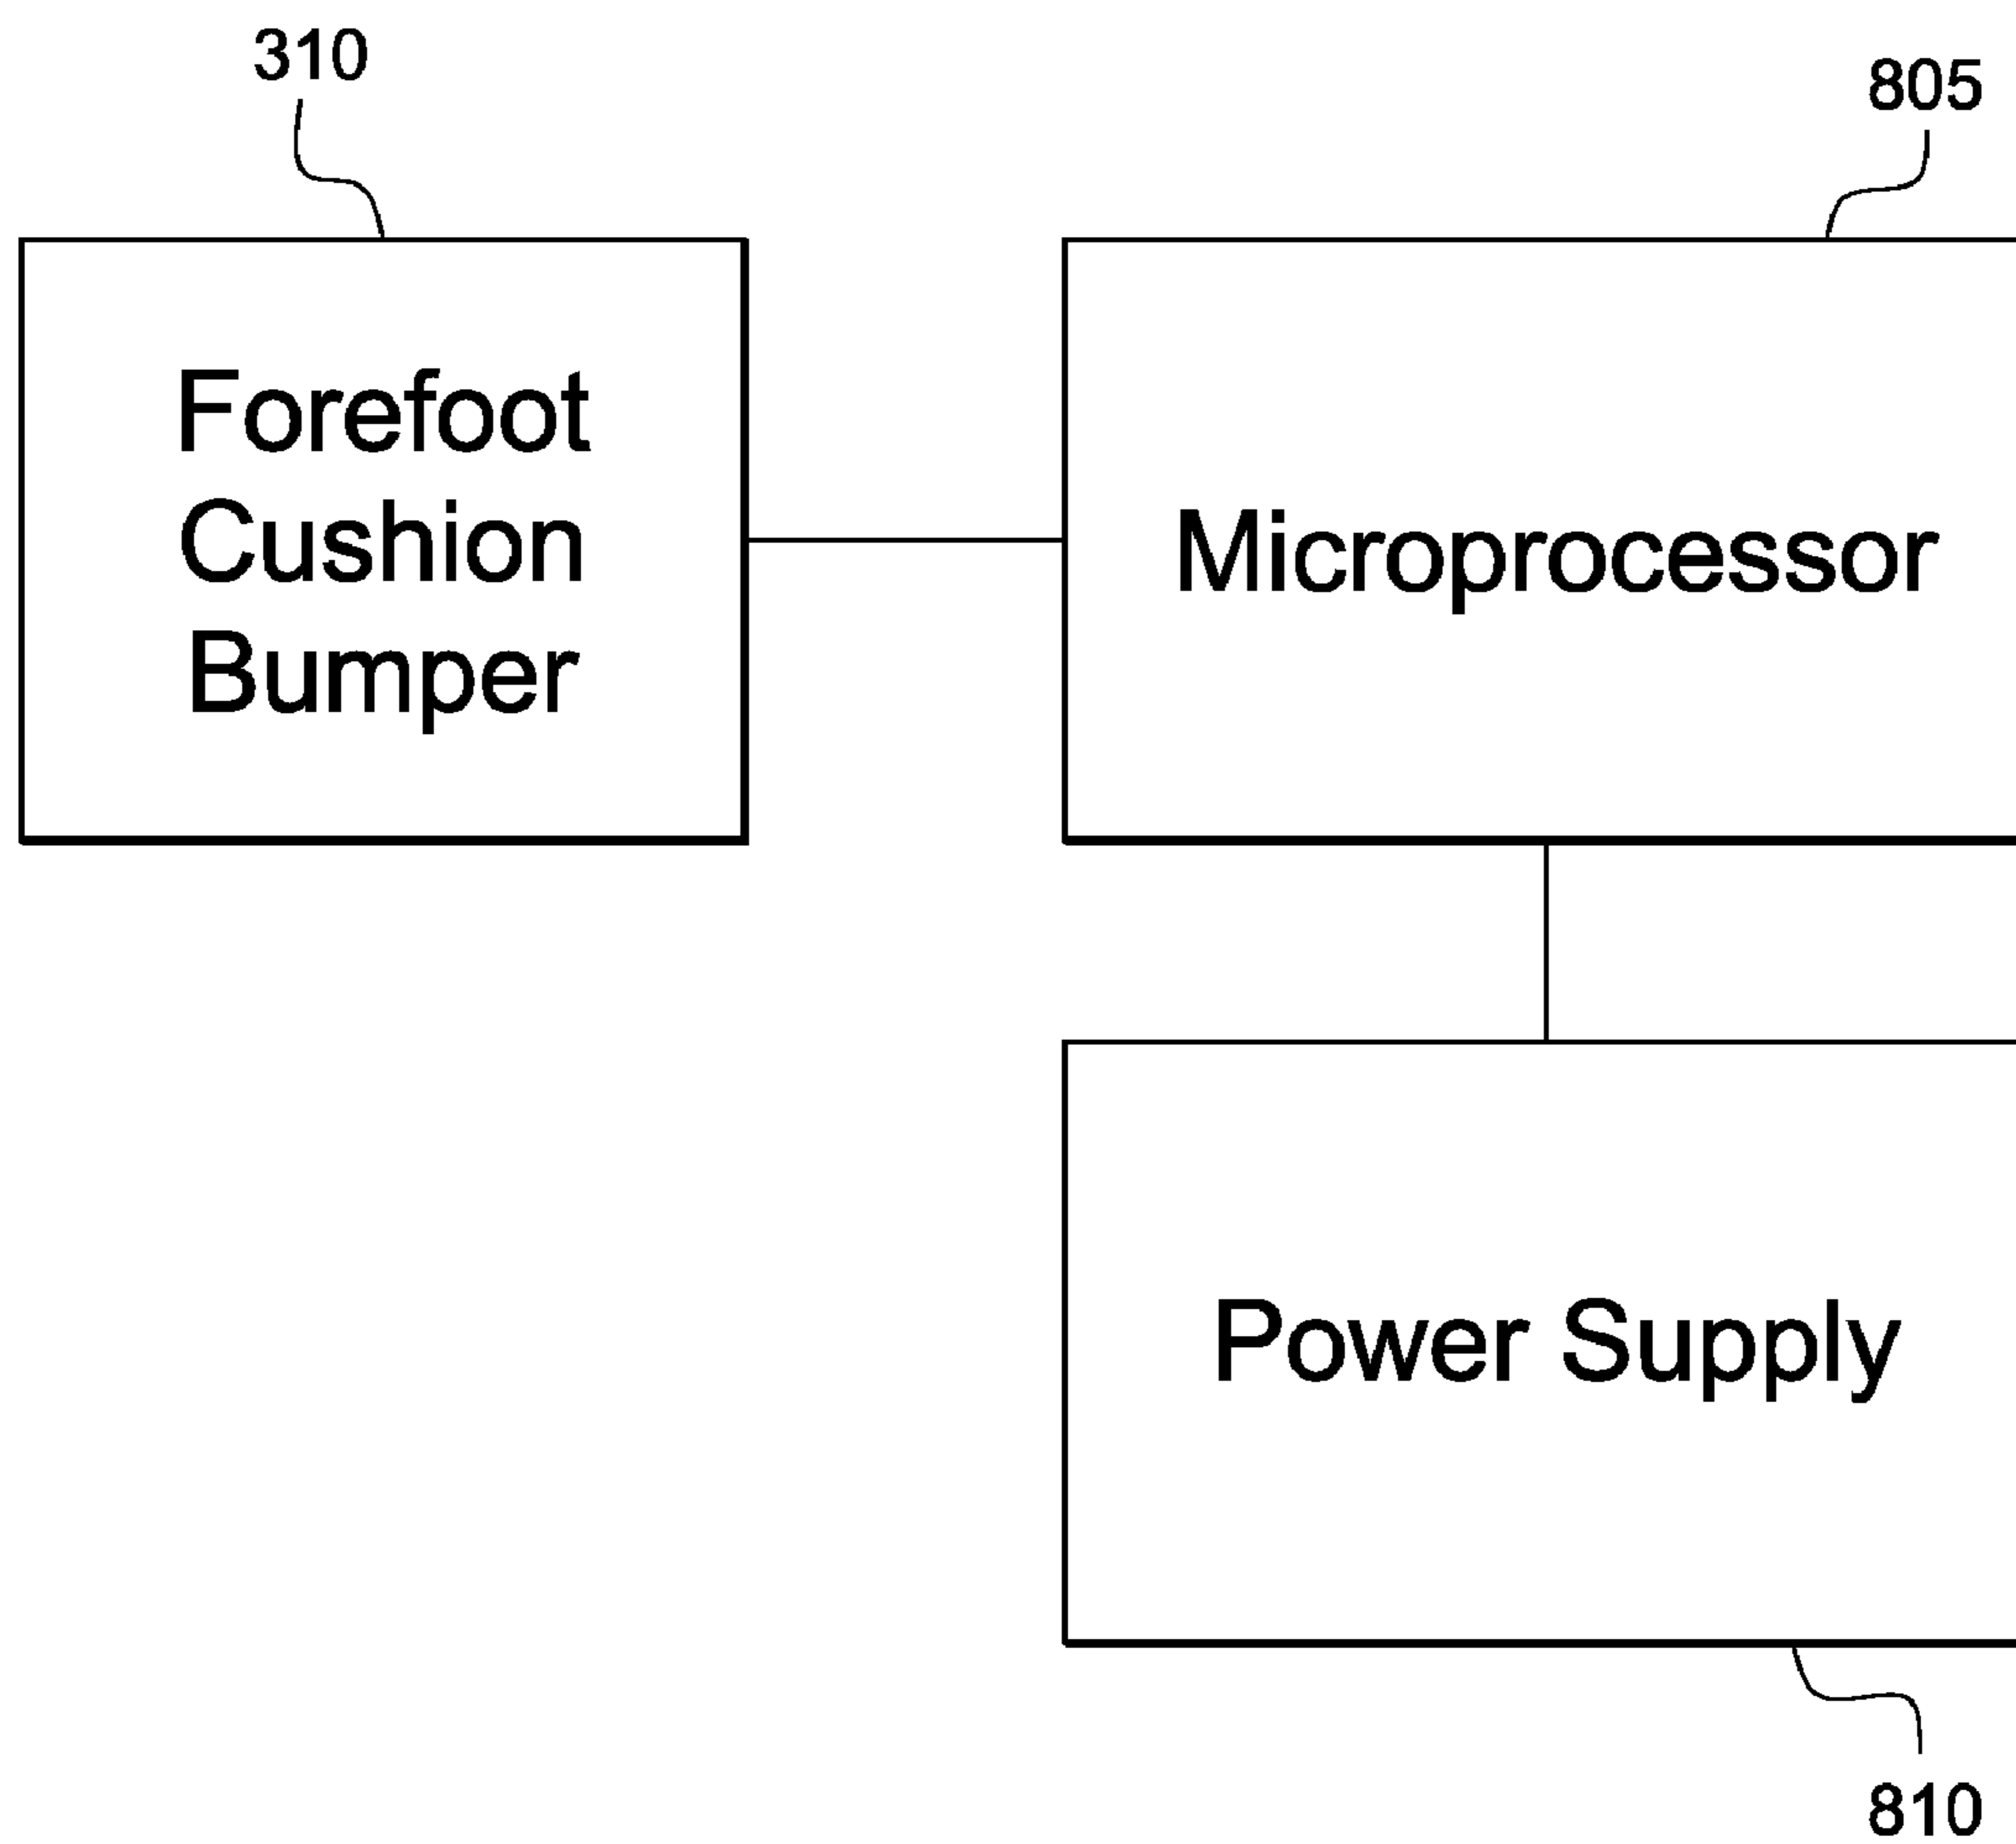 310
805
Forefoot
Cushion
Bumper
Microprocessor
Power Supply
810